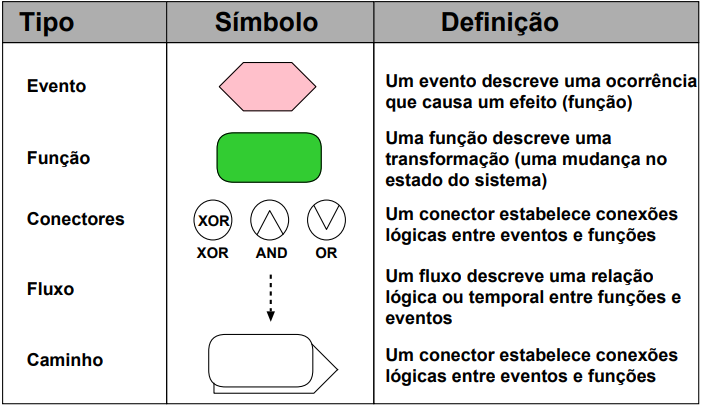 Tipo
Símbolo
Definição
Evento
Um evento descreve uma ocorrência
que causa um efeito (função)
Função
Uma função descreve uma
transformação (uma mudança no
estado do sistema)
Conectores
XOR
XOR AND OR
Um conector estabelece conexões
lógicas entre eventos e funções
Fluxo
Um fluxo descreve uma relação
lógica ou temporal entre funções e
eventos
Caminho
Um conector estabelece conexões
lógicas entre eventos e funções